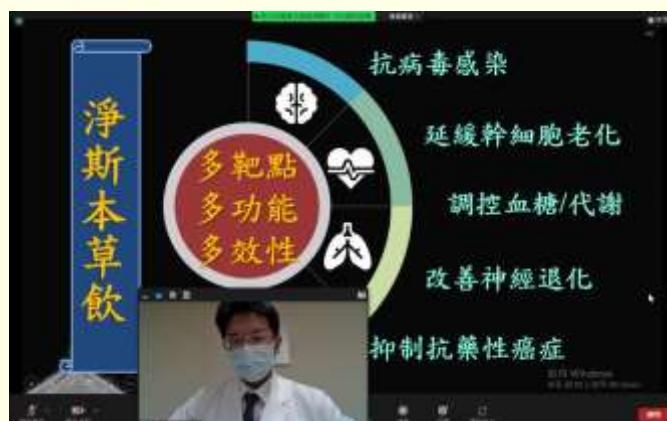 淨斯本草飲
多靶點
多功能
多效性
抗病毒感染
延緩幹細胞老化
調控血糖/代謝
改善神經退化
抑制抗藥性癌症